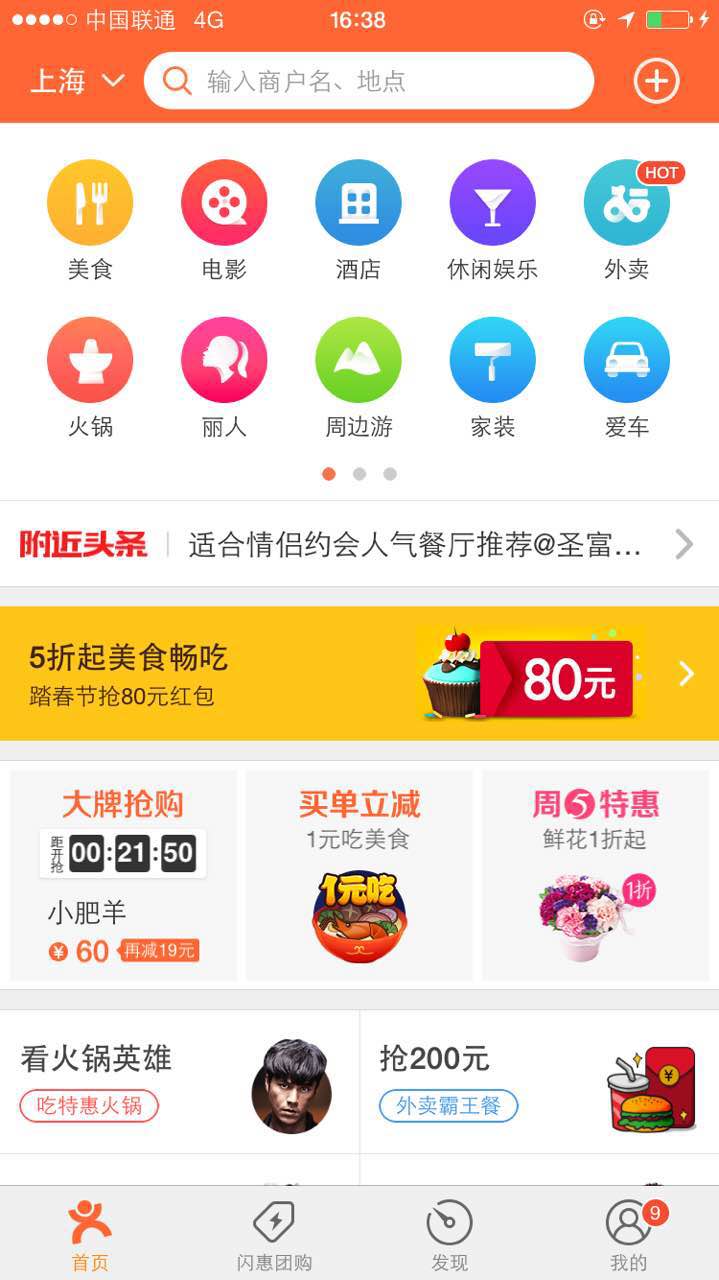 中国联通 4G 16:38
上海 输入商户名、地点
HOT
美食 电影 酒店 休闲娱乐 外卖
火锅 丽人 周边游 家装 爱车
附近头条 适合情侣约会人气餐厅推荐@圣富...
5折起美食畅吃
踏春节抢80元红包
80元
大牌抢购
距开抢 00:21:50
小肥羊
¥ 60 再减19元
买单立减
1元吃美食
1元吃
周5特惠
鲜花1折起
1折
看火锅英雄
吃特惠火锅
抢200元
外卖霸王餐
¥
首页 闪惠团购 发现 我的 9